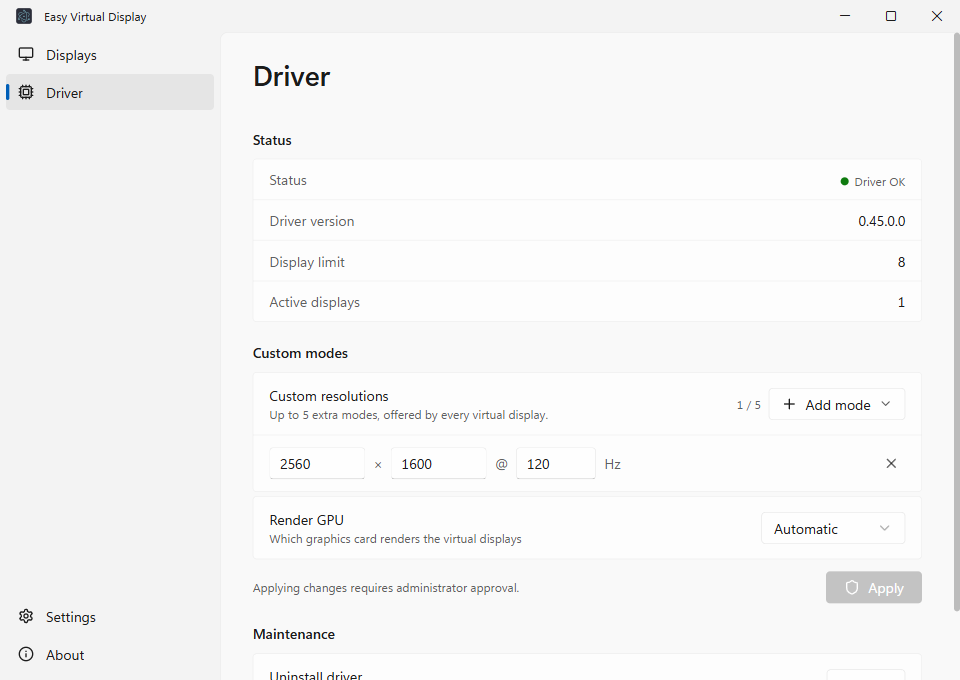 Easy Virtual Display
Displays
Driver
Driver
Status
Status Driver OK
Driver version 0.45.0.0
Display limit 8
Active displays 1
Custom modes
Custom resolutions
Up to 5 extra modes, offered by every virtual display.
1 / 5 + Add mode
2560 × 1600 @ 120 Hz
Render GPU
Which graphics card renders the virtual displays
Automatic
Applying changes requires administrator approval.
Apply
Maintenance
Uninstall driver
Settings
About